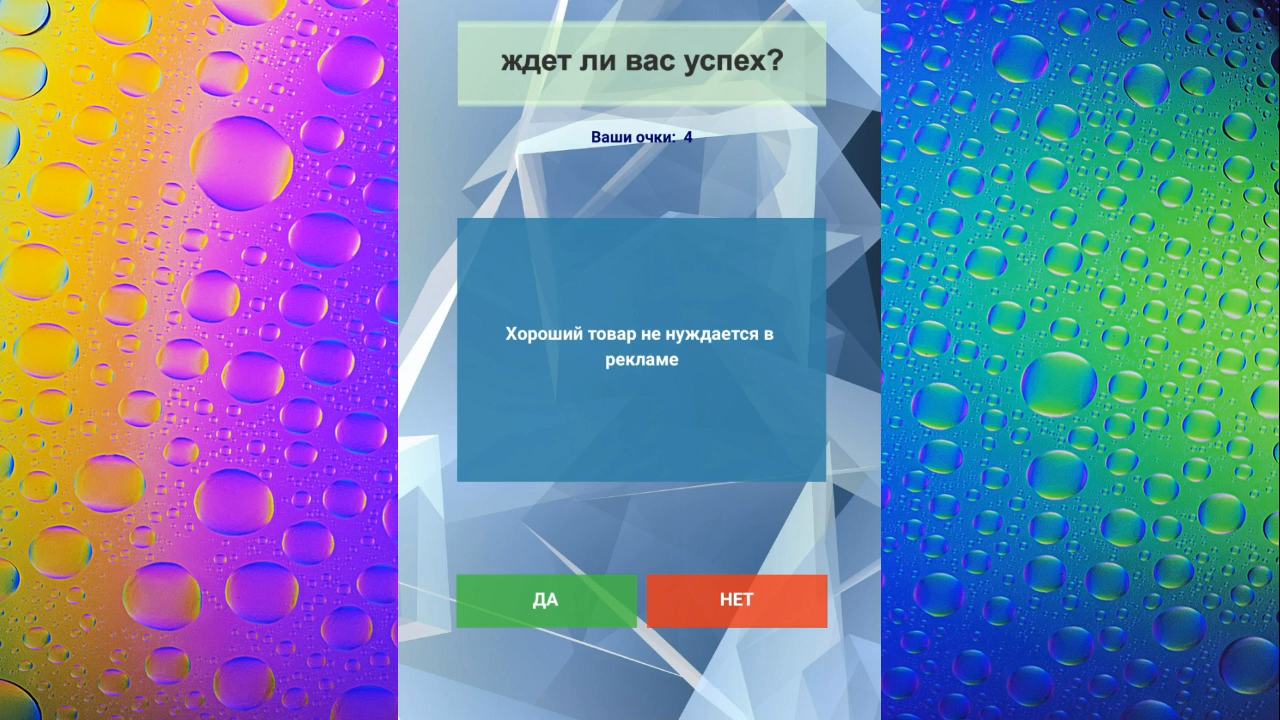 ждет ли вас успех?
Ваши очки: 4
Хороший товар не нуждается в
рекламе
ДА
НЕТ